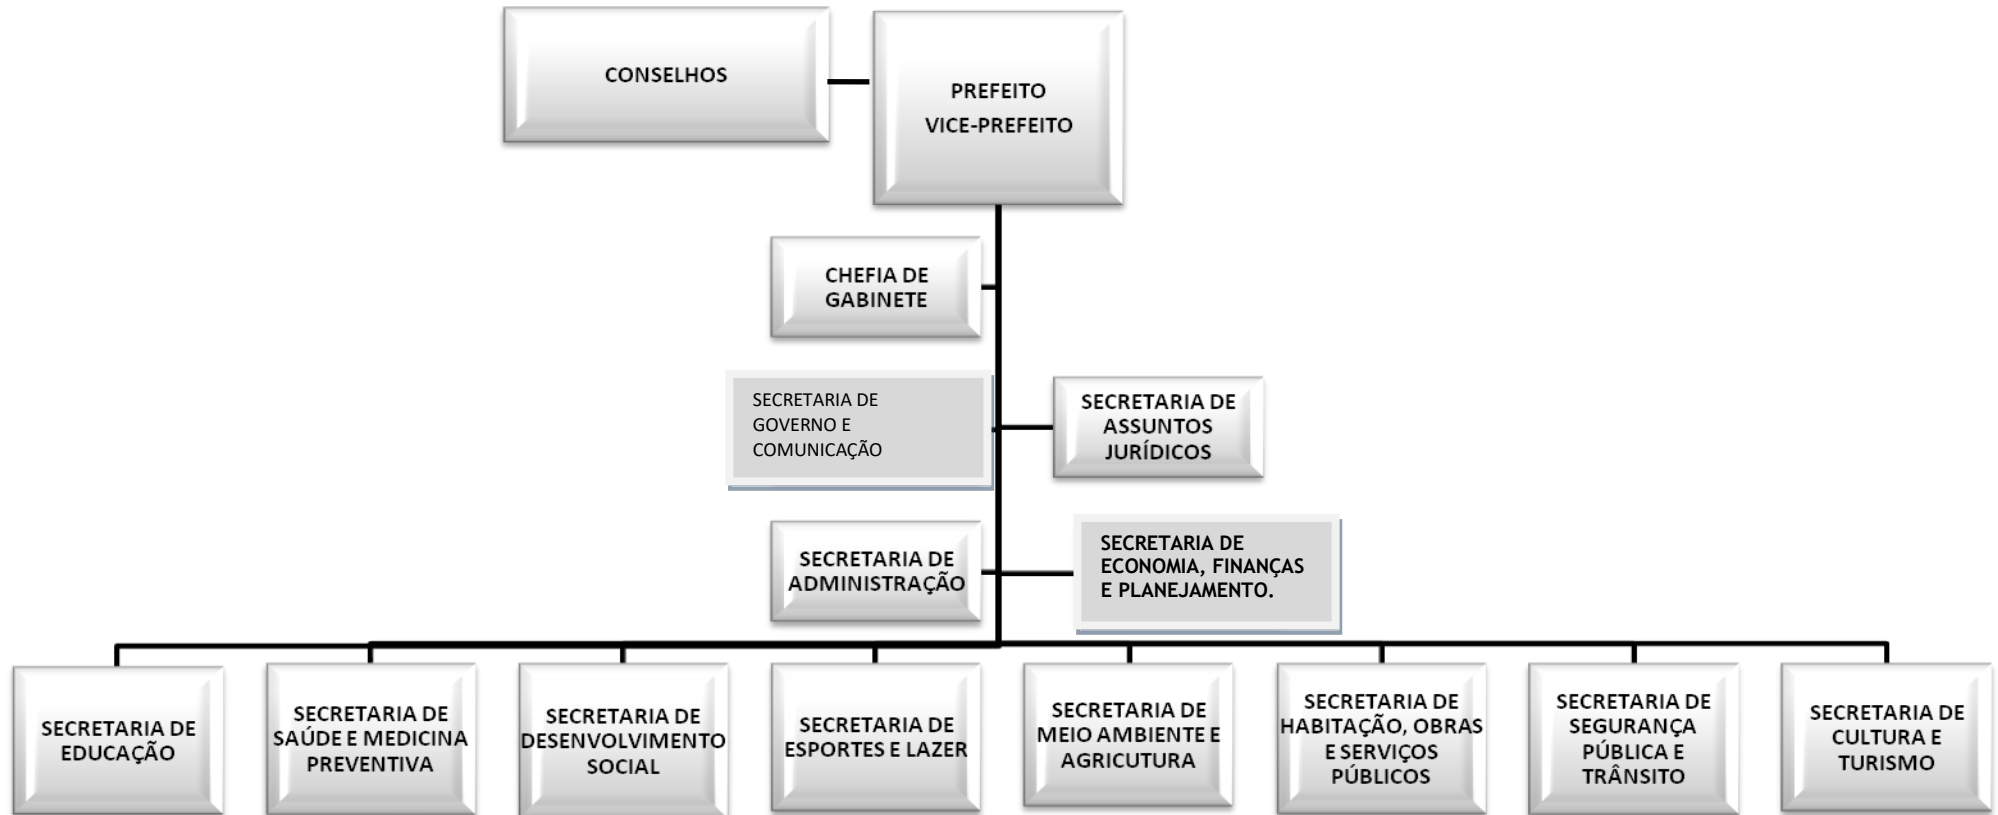 CONSELHOS
PREFEITO
VICE-PREFEITO
CHEFIA DE
GABINETE
SECRETARIA DE
GOVERNO E
COMUNICAÇÃO
SECRETARIA DE
ASSUNTOS
JURÍDICOS
SECRETARIA DE
ADMINISTRAÇÃO
SECRETARIA DE
ECONOMIA, FINANÇAS
E PLANEJAMENTO.
SECRETARIA DE
EDUCAÇÃO
SECRETARIA DE
SAÚDE E MEDICINA
PREVENTIVA
SECRETARIA DE
DESENVOLVIMENTO
SOCIAL
SECRETARIA DE
ESPORTES E LAZER
SECRETARIA DE
MEIO AMBIENTE E
AGRICUTURA
SECRETARIA DE
HABITAÇÃO, OBRAS
E SERVIÇOS
PÚBLICOS
SECRETARIA DE
SEGURANÇA
PÚBLICA E
TRÂNSITO
SECRETARIA DE
CULTURA E
TURISMO